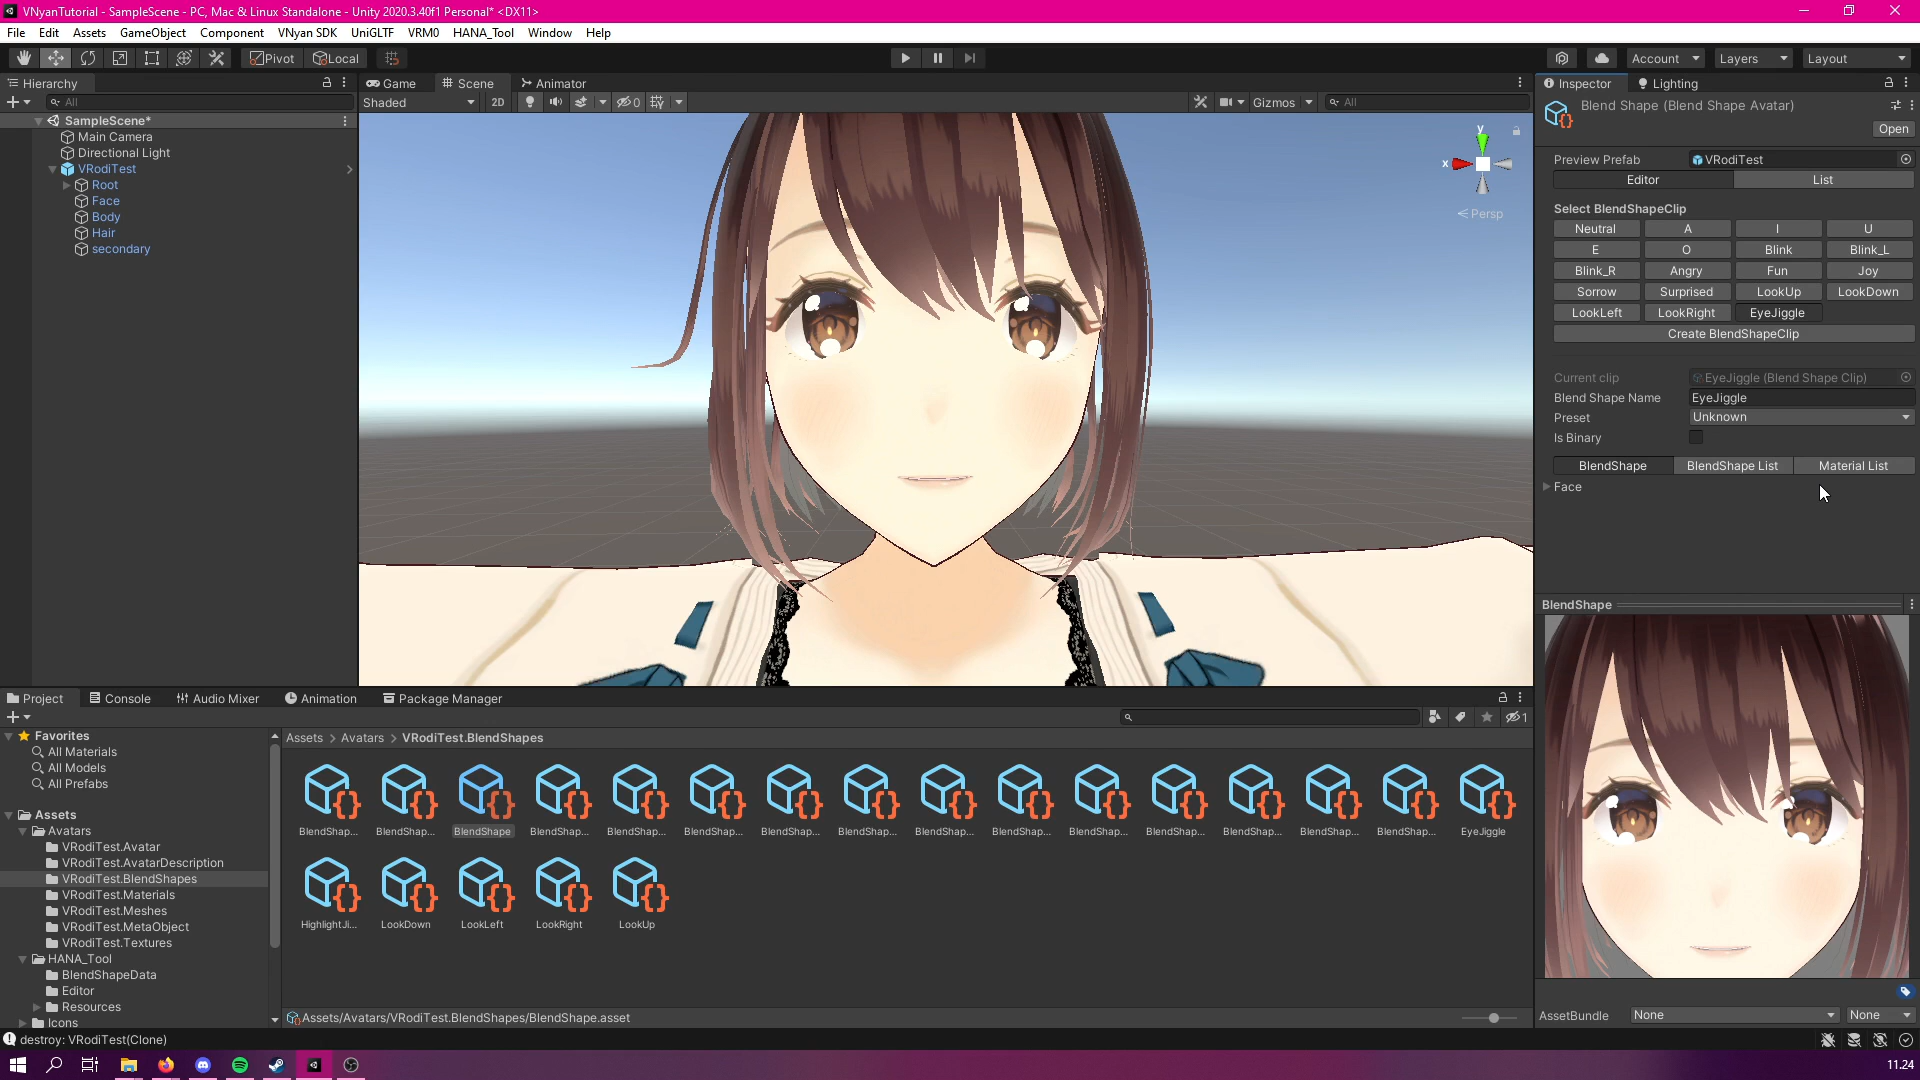 VNyanTutorial - SampleScene - PC, Mac & Linux Standalone - Unity 2020.3.40f1 Personal* <DX11>
File Edit Assets GameObject Component VNyan SDK UniGLTF VRM0 HANA_Tool Window Help
Pivot Local Account Layers Layout
Hierarchy Game Scene Animator Inspector Lighting
All Shaded 2D 0 Gizmos All
Blend Shape (Blend Shape Avatar)
Open
SampleScene*
Main Camera
Directional Light
VRodiTest
Root
Face
Body
Hair
secondary
y
x
Persp
Preview Prefab VRodiTest
Editor List
Select BlendShapeClip
Neutral A I U
E O Blink Blink_L
Blink_R Angry Fun Joy
Sorrow Surprised LookUp LookDown
LookLeft LookRight EyeJiggle
Create BlendShapeClip
Current clip EyeJiggle (Blend Shape Clip)
Blend Shape Name EyeJiggle
Preset Unknown
Is Binary
BlendShape BlendShape List Material List
Face
BlendShape
Project Console Audio Mixer Animation Package Manager
1
Favorites
All Materials
All Models
All Prefabs
Assets
Avatars
VRodiTest.Avatar
VRodiTest.AvatarDescription
VRodiTest.BlendShapes
VRodiTest.Materials
VRodiTest.Meshes
VRodiTest.MetaObject
VRodiTest.Textures
HANA_Tool
BlendShapeData
Editor
Resources
Icons
Assets > Avatars > VRodiTest.BlendShapes
BlendShap... BlendShap... BlendShape BlendShap... BlendShap... BlendShap... BlendShap... BlendShap... BlendShap... BlendShap... BlendShap... BlendShap... BlendShap... BlendShap... BlendShap... EyeJiggle
HighlightJi... LookDown LookLeft LookRight LookUp
Assets/Avatars/VRodiTest.BlendShapes/BlendShape.asset
AssetBundle None None
destroy: VRodiTest(Clone)
11.24